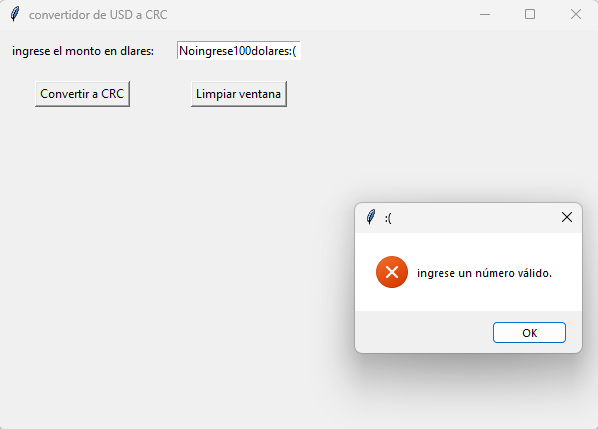 convertidor de USD a CRC
ingrese el monto en dlares:
Noingrese100dolares:(
Convertir a CRC
Limpiar ventana
:(
ingrese un número válido.
OK